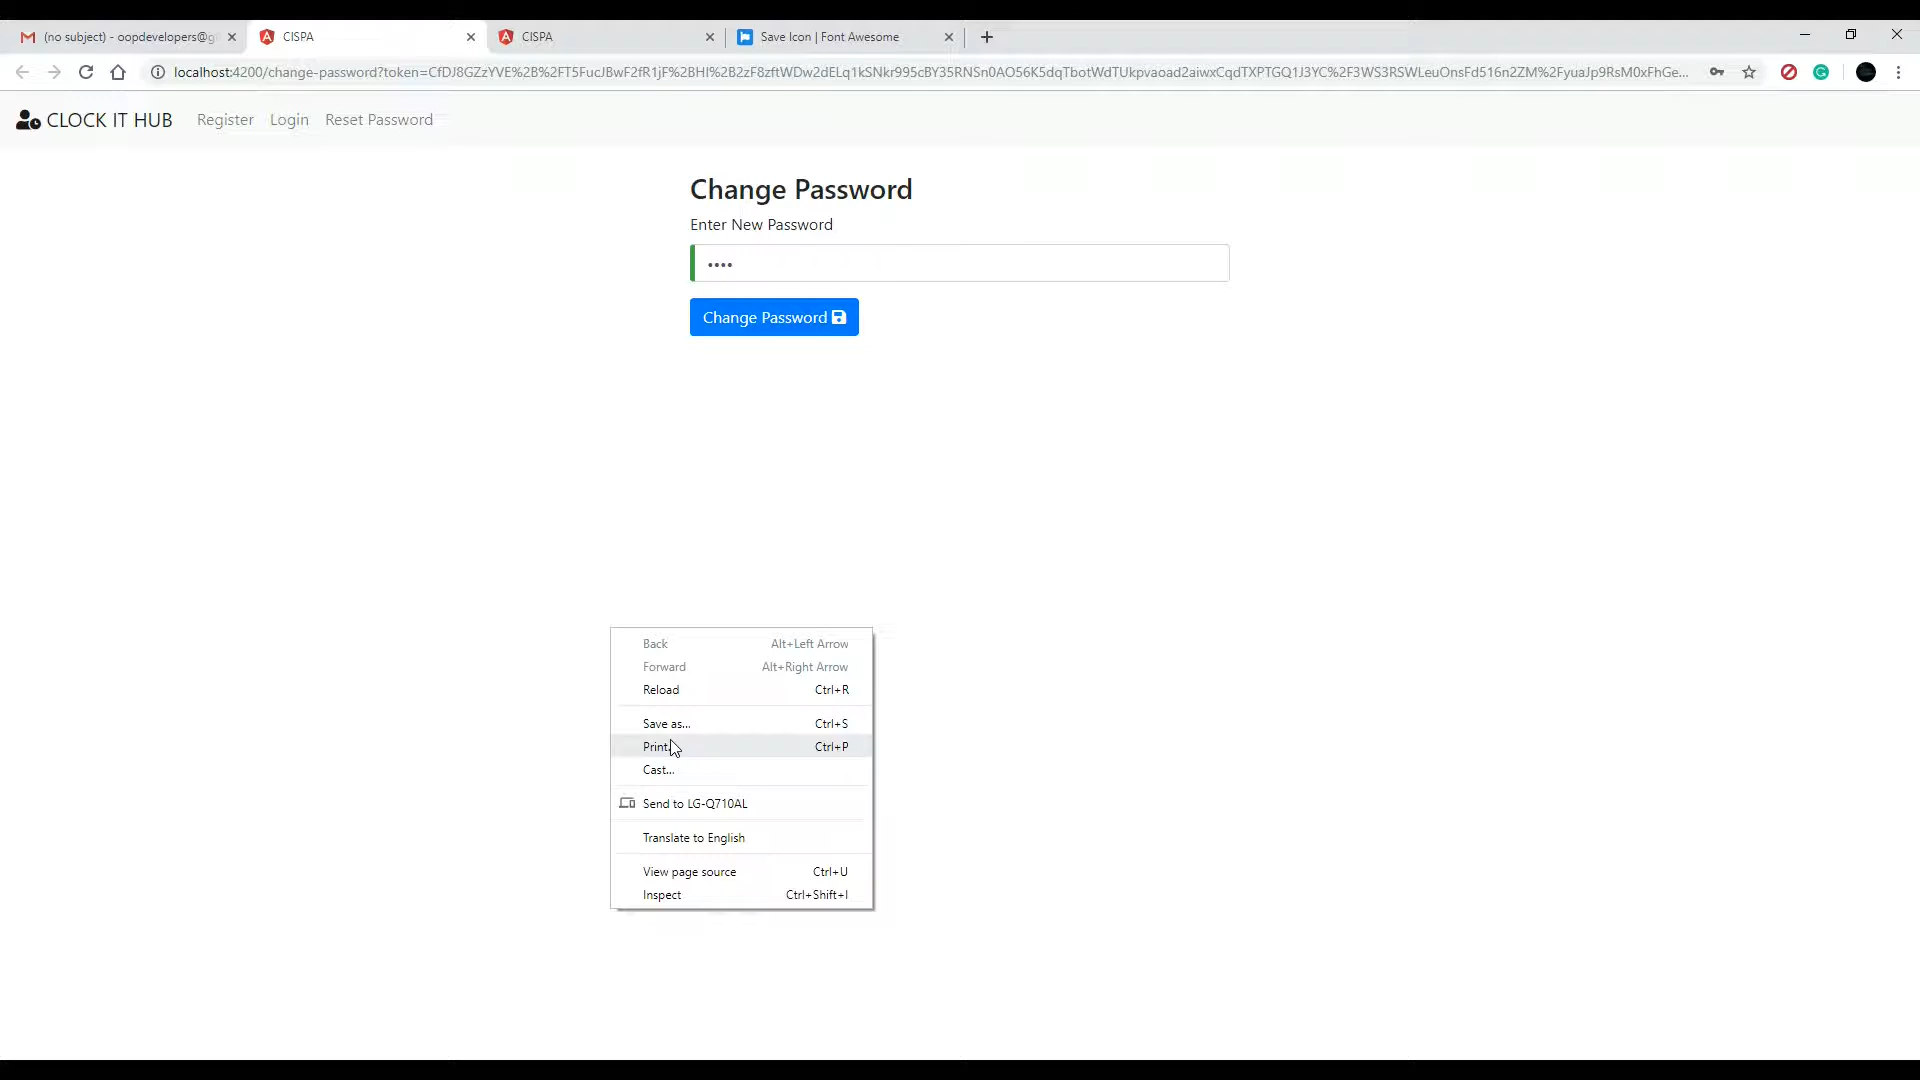 (no subject) - oopdevelopers@g
CISPA
CISPA
Save Icon | Font Awesome
localhost:4200/change-password?token=CfDJ8GZzYVE%2B%2FT5FucJBwF2fR1jF%2BHI%2B2zF8zftWDw2dELq1kSNkr995cBY35RNSn0AO56K5dqTbotWdTUkpvaoad2aiwxCqdTXPTGQ1J3YC%2F3WS3RSWLeuOnsFd516n2ZM%2FyuaJp9RsM0xFhGe...
CLOCK IT HUB
Register
Login
Reset Password
Change Password
Enter New Password
••••
Change Password
Back Alt+Left Arrow
Forward Alt+Right Arrow
Reload Ctrl+R
Save as... Ctrl+S
Print... Ctrl+P
Cast...
Send to LG-Q710AL
Translate to English
View page source Ctrl+U
Inspect Ctrl+Shift+I